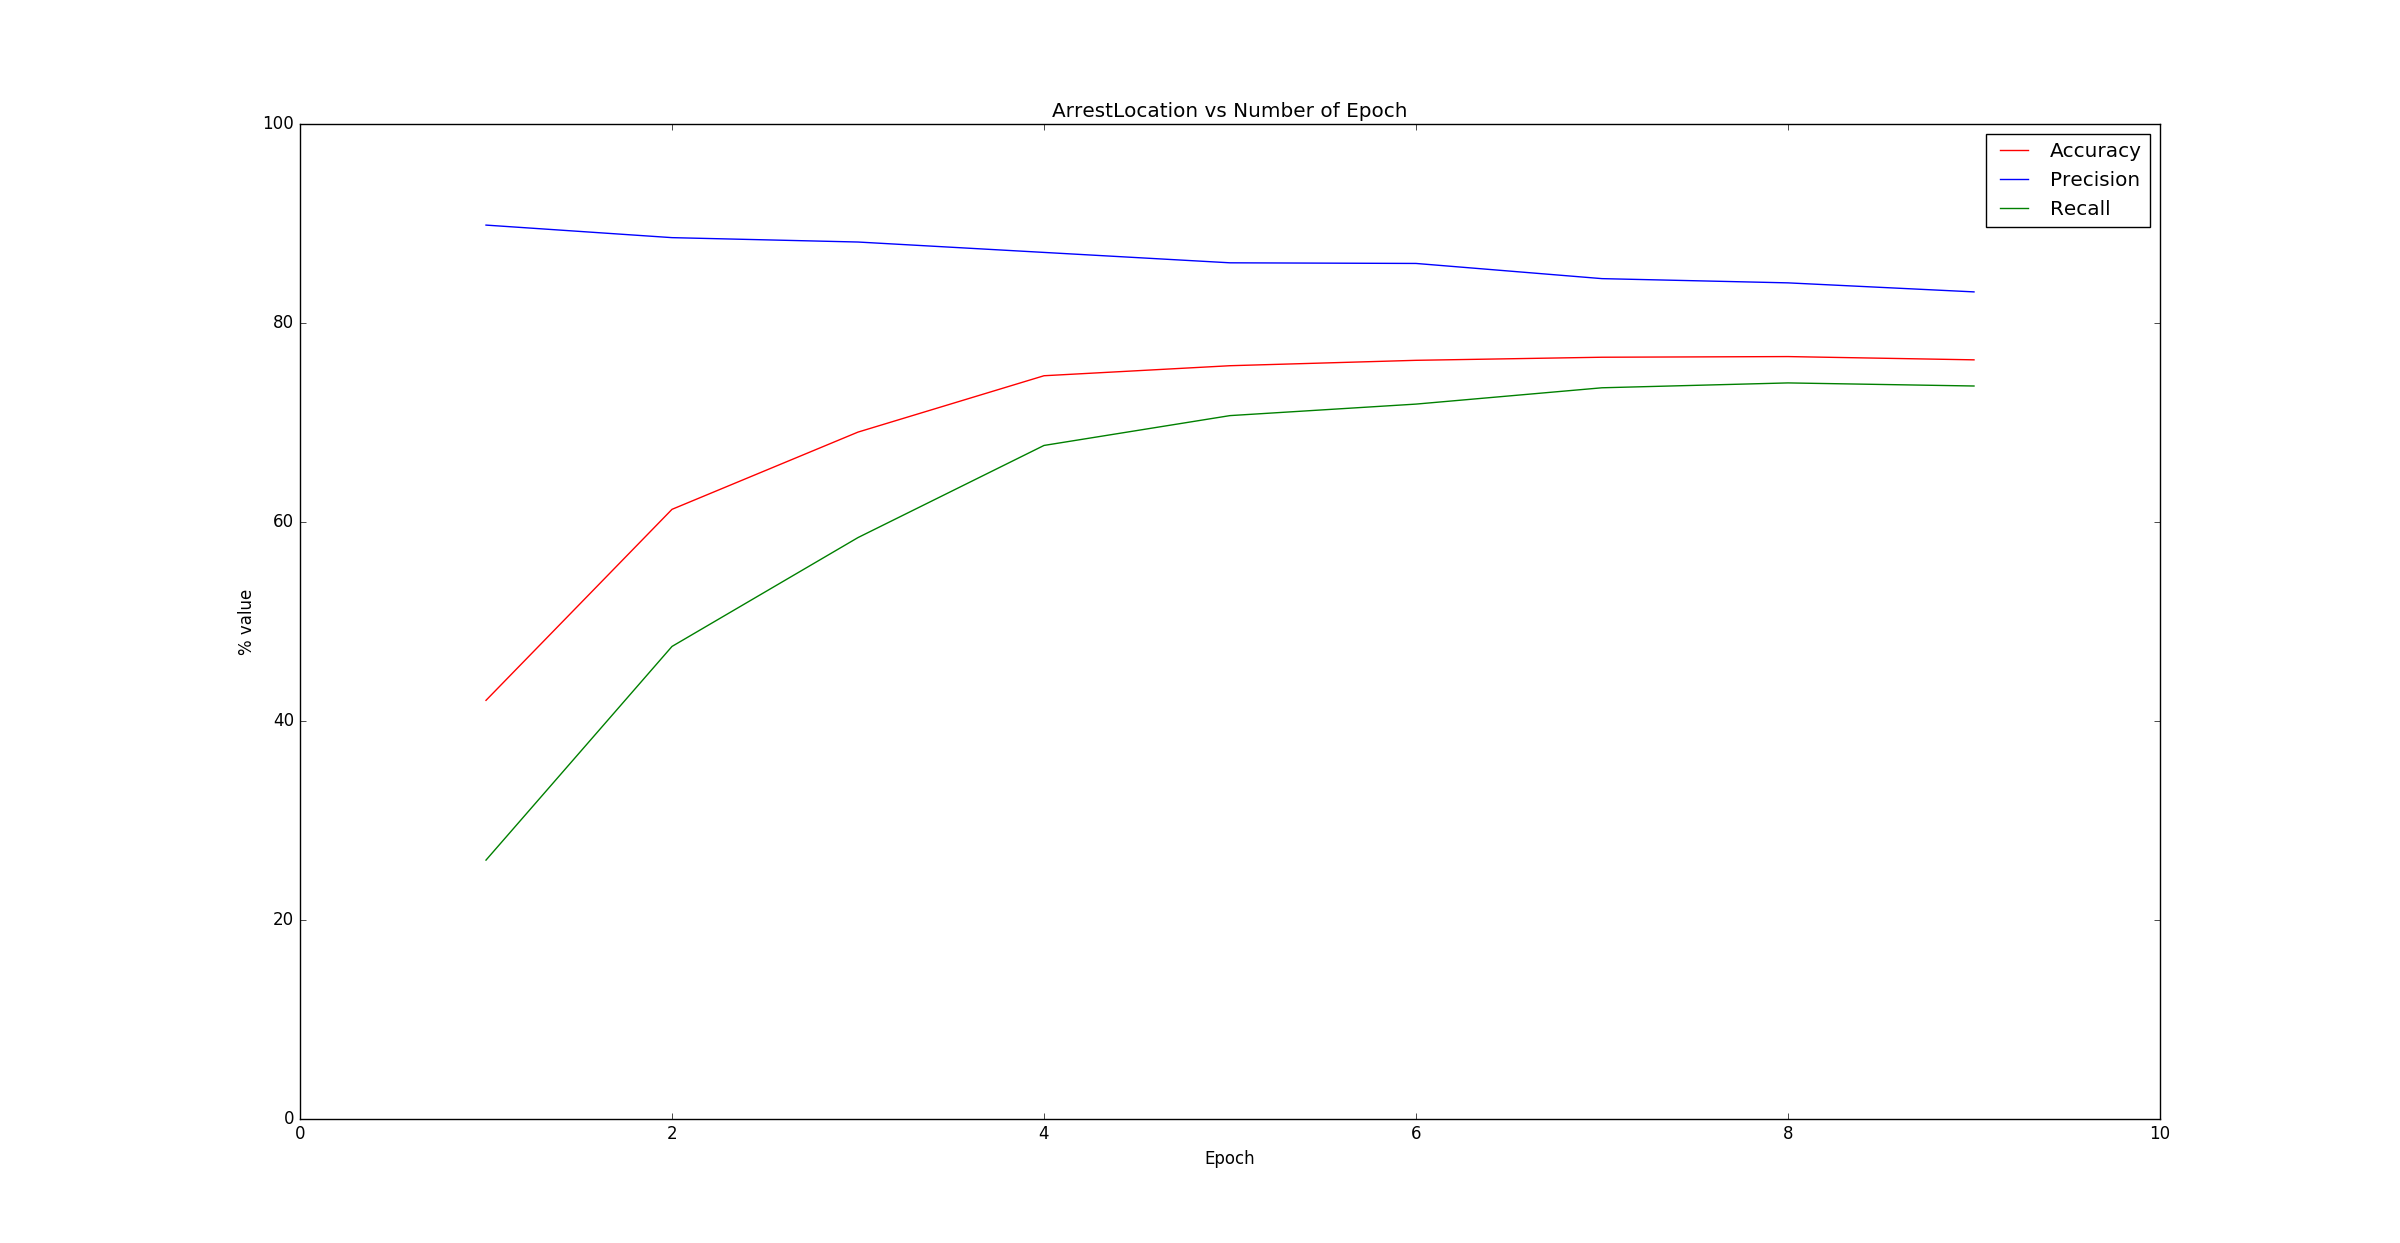 ArrestLocation vs Number of Epoch
100
80
60
40
20
0
% value
0 2 4 6 8 10
Epoch
Accuracy
Precision
Recall